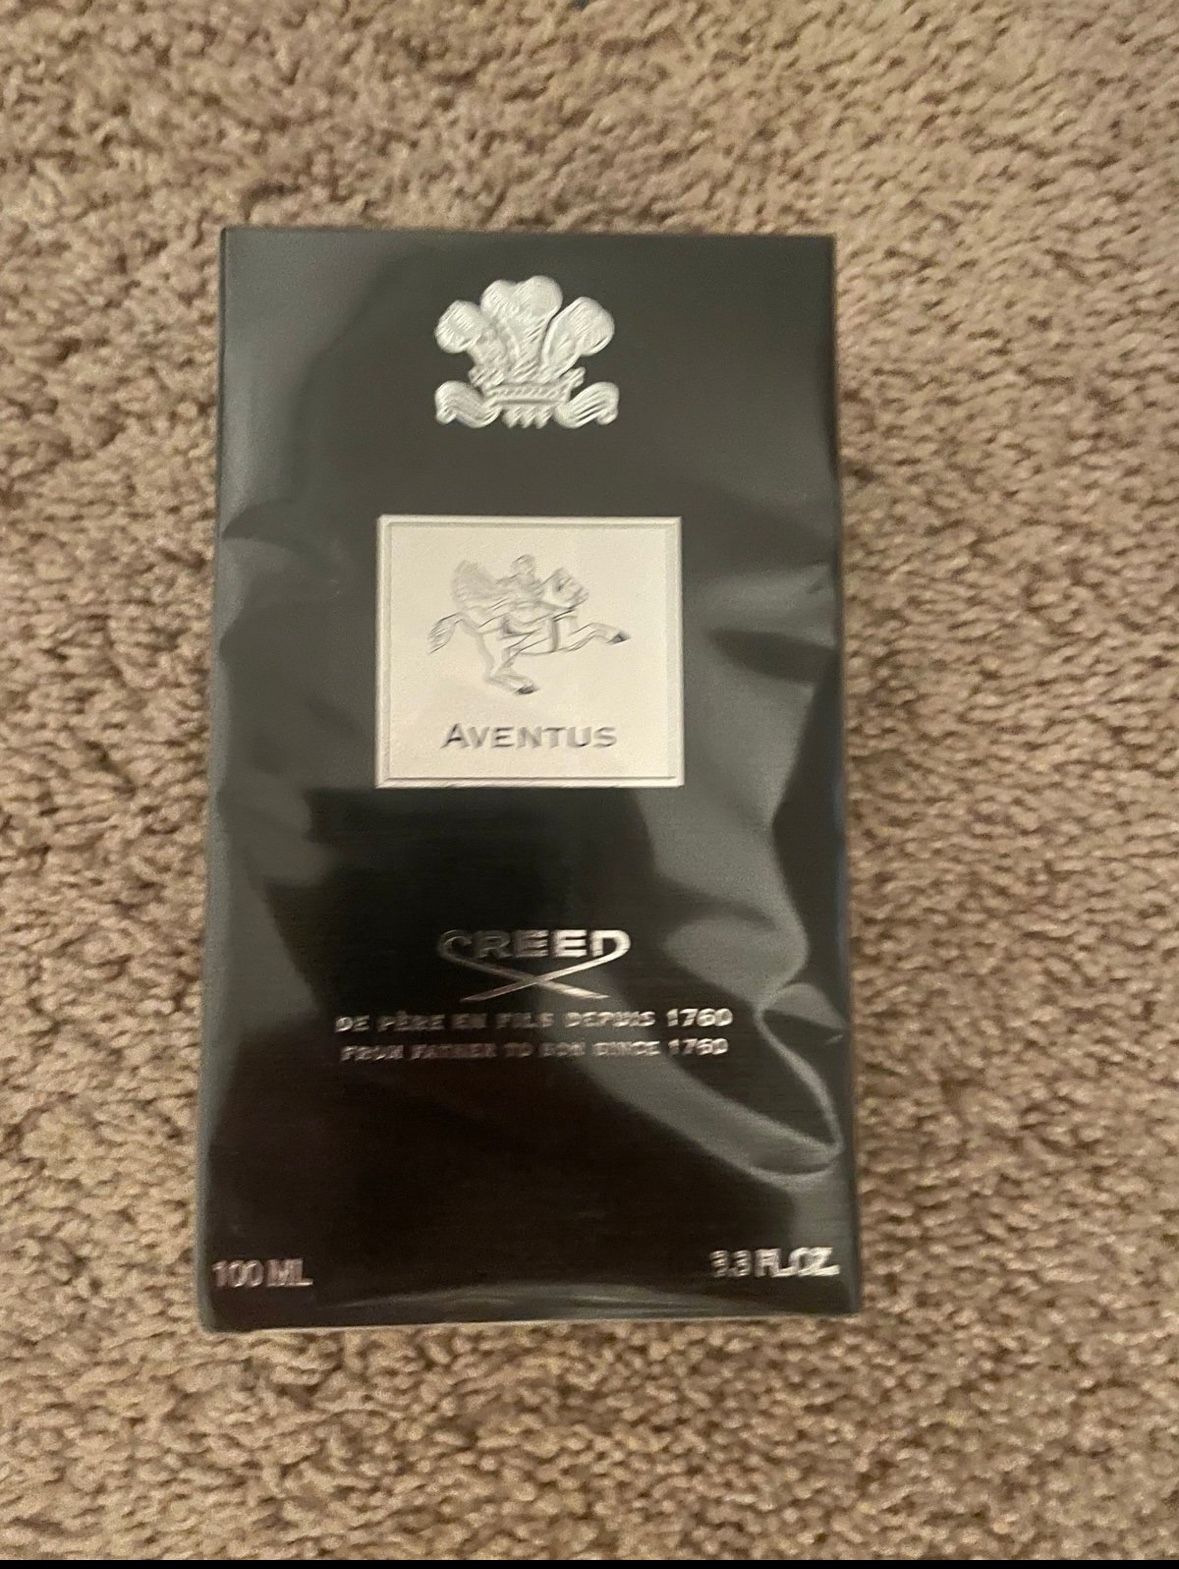 AVENTUS
CREED
DE PÈRE EN FILS DEPUIS 1760
FROM FATHER TO SON SINCE 1760
100 ML
3.3 FL.OZ.